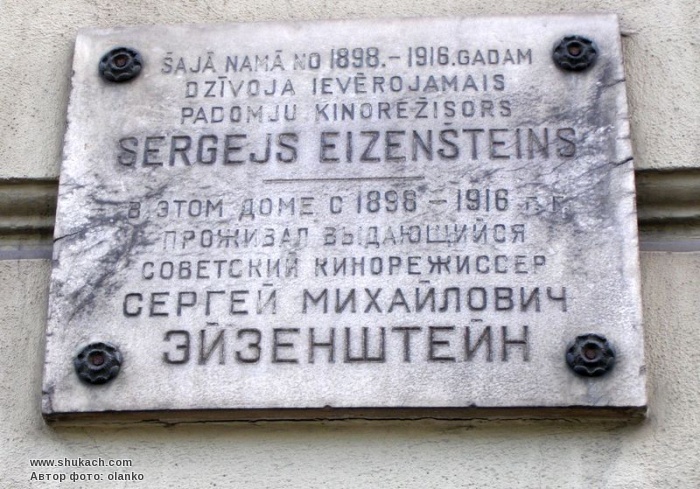 ŠAJĀ NAMĀ NO 1898.-1916.GADAM
DZĪVOJA IEVĒROJAMAIS
PADOMJU KINOREŽISORS
SERGEJS EIZENŠTEINS
В ЭТОМ ДОМЕ С 1898 - 1916 Г.Г.
ПРОЖИВАЛ ВЫДАЮЩИЙСЯ
СОВЕТСКИЙ КИНОРЕЖИССЕР
СЕРГЕЙ МИХАЙЛОВИЧ
ЭЙЗЕНШТЕЙН
www.shukach.com
Автор фото: olanko